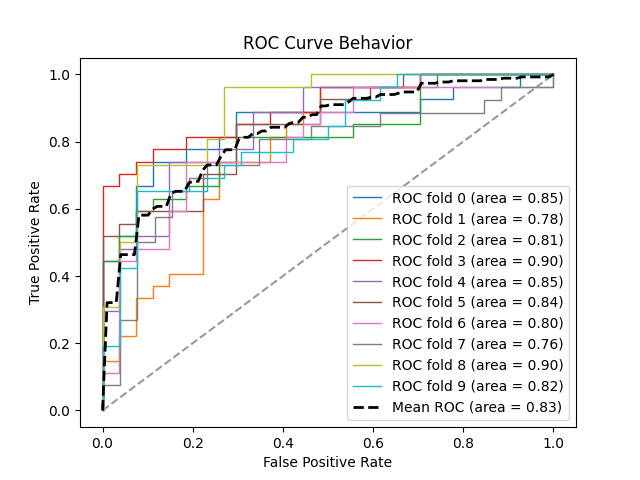 ROC Curve Behavior
True Positive Rate
1.0
0.8
0.6
0.4
0.2
0.0
ROC fold 0 (area = 0.85)
ROC fold 1 (area = 0.78)
ROC fold 2 (area = 0.81)
ROC fold 3 (area = 0.90)
ROC fold 4 (area = 0.85)
ROC fold 5 (area = 0.84)
ROC fold 6 (area = 0.80)
ROC fold 7 (area = 0.76)
ROC fold 8 (area = 0.90)
ROC fold 9 (area = 0.82)
Mean ROC (area = 0.83)
0.0 0.2 0.4 0.6 0.8 1.0
False Positive Rate